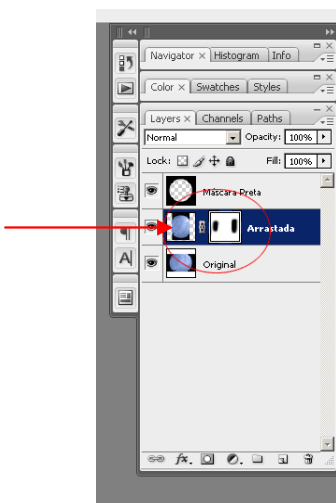 Navigator × Histogram Info
Color × Swatches Styles
Layers × Channels Paths
Normal Opacity: 100%
Lock: Fill: 100%
Máscara Preta
Arrastada
Original
A
fx.